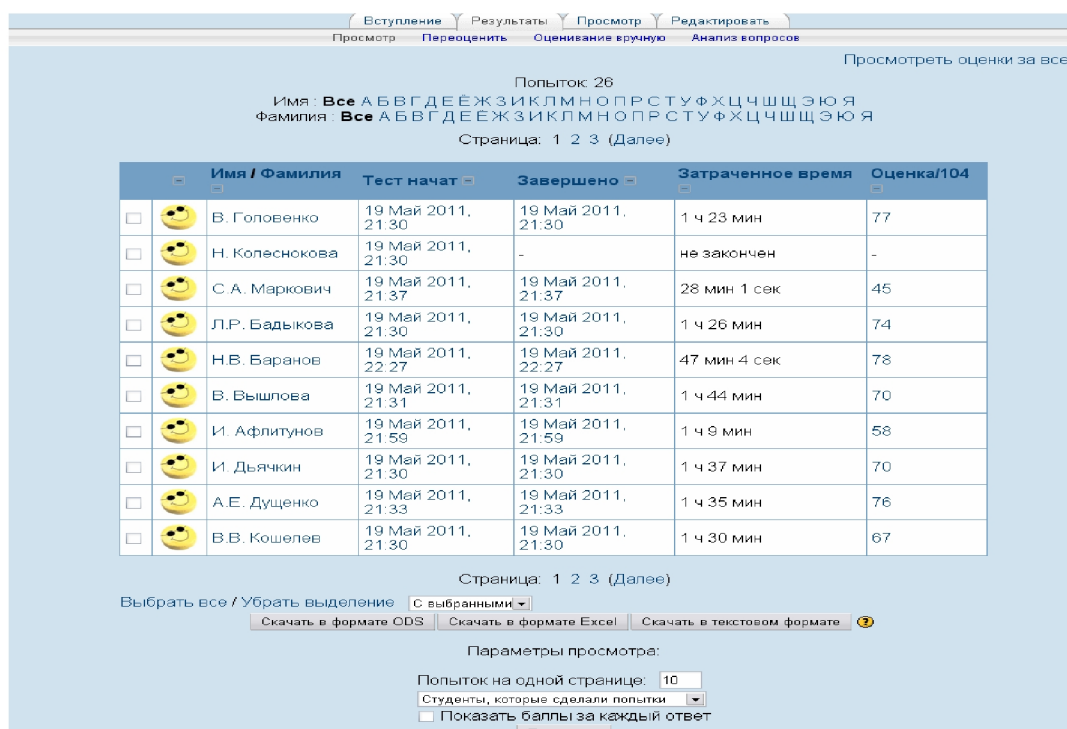 Вступление Результаты Просмотр Редактировать
Просмотр Переоценить Оценивание вручную Анализ вопросов
Просмотреть оценки за все
Попыток: 26
Имя : Все А Б В Г Д Е Ё Ж З И К Л М Н О П Р С Т У Ф Х Ц Ч Ш Щ Э Ю Я
Фамилия : Все А Б В Г Д Е Ё Ж З И К Л М Н О П Р С Т У Ф Х Ц Ч Ш Щ Э Ю Я
Страница: 1 2 3 (Далее)
Имя / Фамилия Тест начат Завершено Затраченное время Оценка/104
В. Головенко 19 Май 2011, 21:30 19 Май 2011, 21:30 1 ч 23 мин 77
Н. Колеснокова 19 Май 2011, 21:30 - не закончен -
С.А. Маркович 19 Май 2011, 21:37 19 Май 2011, 21:37 28 мин 1 сек 45
Л.Р. Бадыкова 19 Май 2011, 21:30 19 Май 2011, 21:30 1 ч 26 мин 74
Н.В. Баранов 19 Май 2011, 22:27 19 Май 2011, 22:27 47 мин 4 сек 78
В. Вышлова 19 Май 2011, 21:31 19 Май 2011, 21:31 1 ч 44 мин 70
И. Афлитунов 19 Май 2011, 21:59 19 Май 2011, 21:59 1 ч 9 мин 58
И. Дьячкин 19 Май 2011, 21:30 19 Май 2011, 21:30 1 ч 37 мин 70
А.Е. Дущенко 19 Май 2011, 21:33 19 Май 2011, 21:33 1 ч 35 мин 76
В.В. Кошелев 19 Май 2011, 21:30 19 Май 2011, 21:30 1 ч 30 мин 67
Страница: 1 2 3 (Далее)
Выбрать все / Убрать выделение С выбранными
Скачать в формате ODS Скачать в формате Excel Скачать в текстовом формате ?
Параметры просмотра:
Попыток на одной странице: 10
Студенты, которые сделали попытки
Показать баллы за каждый ответ